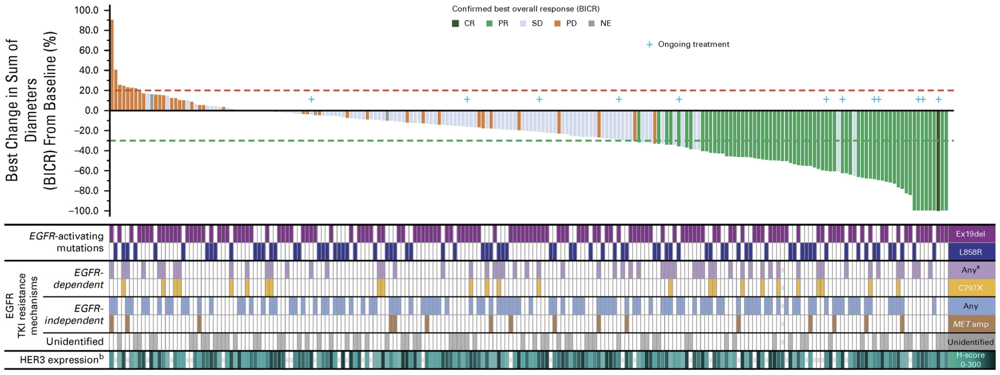 Best Change in Sum of
Diameters
(BICR) From Baseline (%)
100.0
80.0
60.0
40.0
20.0
0.0
–20.0
–40.0
–60.0
–80.0
–100.0
Confirmed best overall response (BICR)
CR PR SD PD NE
+ Ongoing treatment
EGFR-activating
mutations
Ex19del
L858R
EGFR
TKI resistance
mechanisms
EGFR-
dependent
Anyᵃ
C797X
EGFR-
independent
Any
MET amp
Unidentified
Unidentified
HER3 expressionᵇ
H-score
0-300